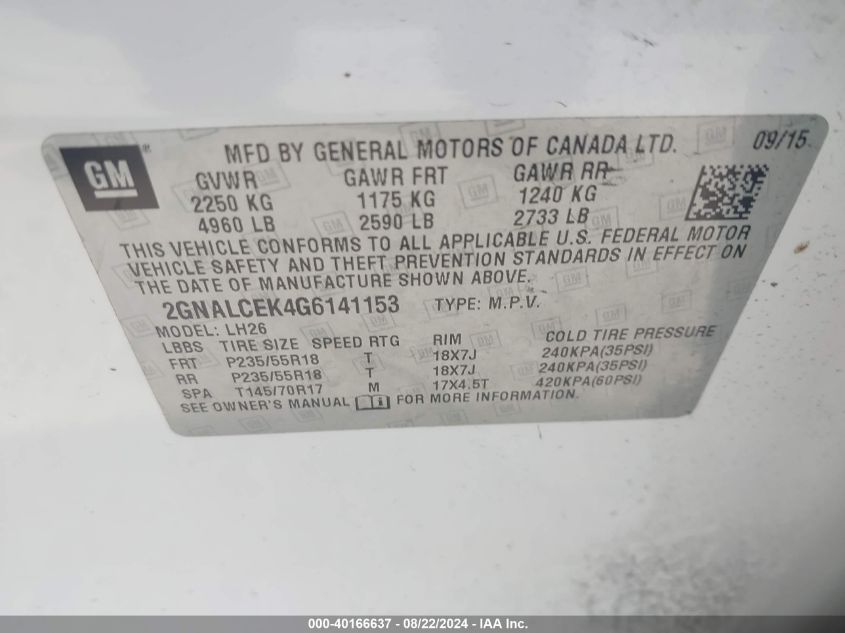 GM ® MFD BY GENERAL MOTORS OF CANADA LTD. 09/15
GVWR GAWR FRT GAWR RR
2250 KG 1175 KG 1240 KG
4960 LB 2590 LB 2733 LB
THIS VEHICLE CONFORMS TO ALL APPLICABLE U.S. FEDERAL MOTOR
VEHICLE SAFETY AND THEFT PREVENTION STANDARDS IN EFFECT ON
THE DATE OF MANUFACTURE SHOWN ABOVE.
2GNALCEK4G6141153 TYPE: M.P.V.
MODEL: LH26
LBBS TIRE SIZE SPEED RTG RIM COLD TIRE PRESSURE
FRT P235/55R18 T 18X7J 240KPA(35PSI)
RR P235/55R18 T 18X7J 240KPA(35PSI)
SPA T145/70R17 M 17X4.5T 420KPA(60PSI)
SEE OWNER'S MANUAL FOR MORE INFORMATION.
000-40166637 - 08/22/2024 - IAA Inc.